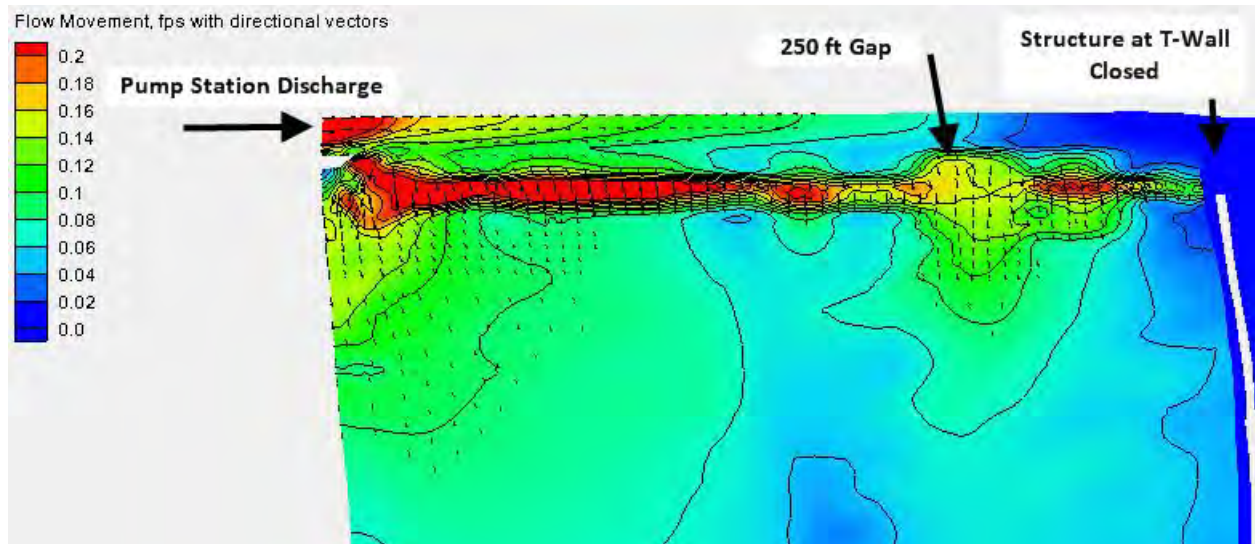 Flow Movement, fps with directional vectors
0.2
0.18
0.16
0.14
0.12
0.1
0.08
0.06
0.04
0.02
0.0
Pump Station Discharge
250 ft Gap
Structure at T-Wall
Closed